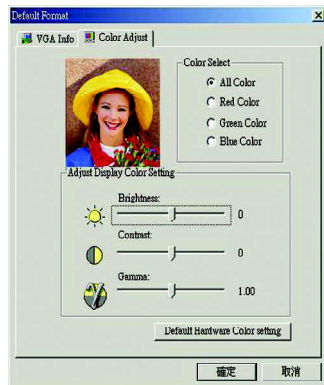 Default Format
VGA Info
Color Adjust
Color Select
All Color
Red Color
Green Color
Blue Color
Adjust Display Color Setting
Brightness:
0
Contrast:
0
Gamma:
1.00
Default Hardware Color setting
確定
取消